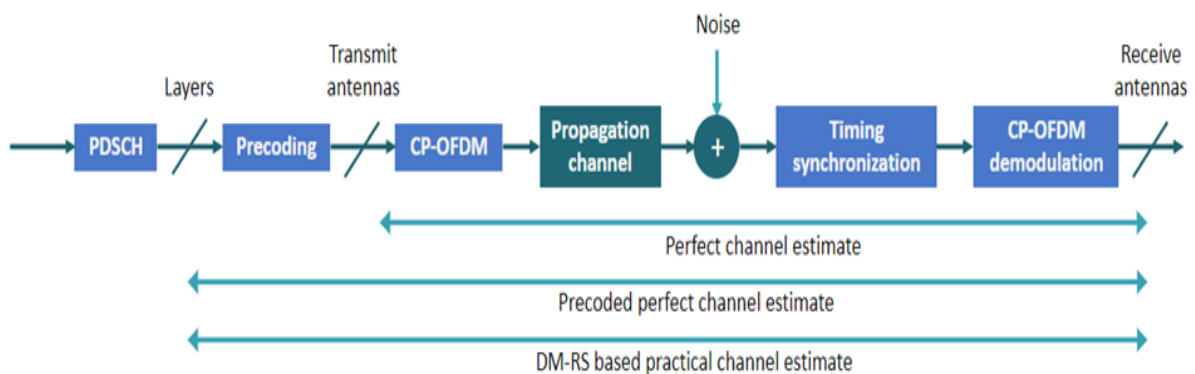 Noise
Transmit
antennas
Receive
antennas
Layers
PDSCH
Precoding
CP-OFDM
Propagation
channel
+
Timing
synchronization
CP-OFDM
demodulation
Perfect channel estimate
Precoded perfect channel estimate
DM-RS based practical channel estimate